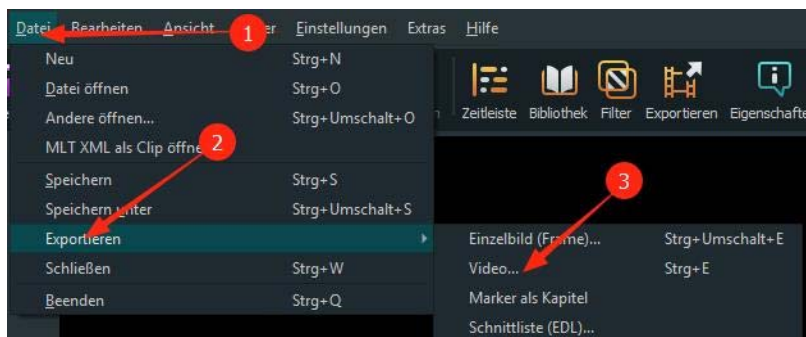 Datei Bearbeiten Ansicht 1 Einstellungen Extras Hilfe
Neu Strg+N
Datei öffnen Strg+O
Andere öffnen... Strg+Umschalt+O
Zeitleiste Bibliothek Filter Exportieren Eigenschafte
MLT XML als Clip 2
Speichern Strg+S
3
Speichern unter Strg+Umschalt+S
Exportieren
Einzelbild (Frame)... Strg+Umschalt+E
Schließen Strg+W
Video... Strg+E
Marker als Kapitel
Beenden Strg+Q
Schnittliste (EDL)...